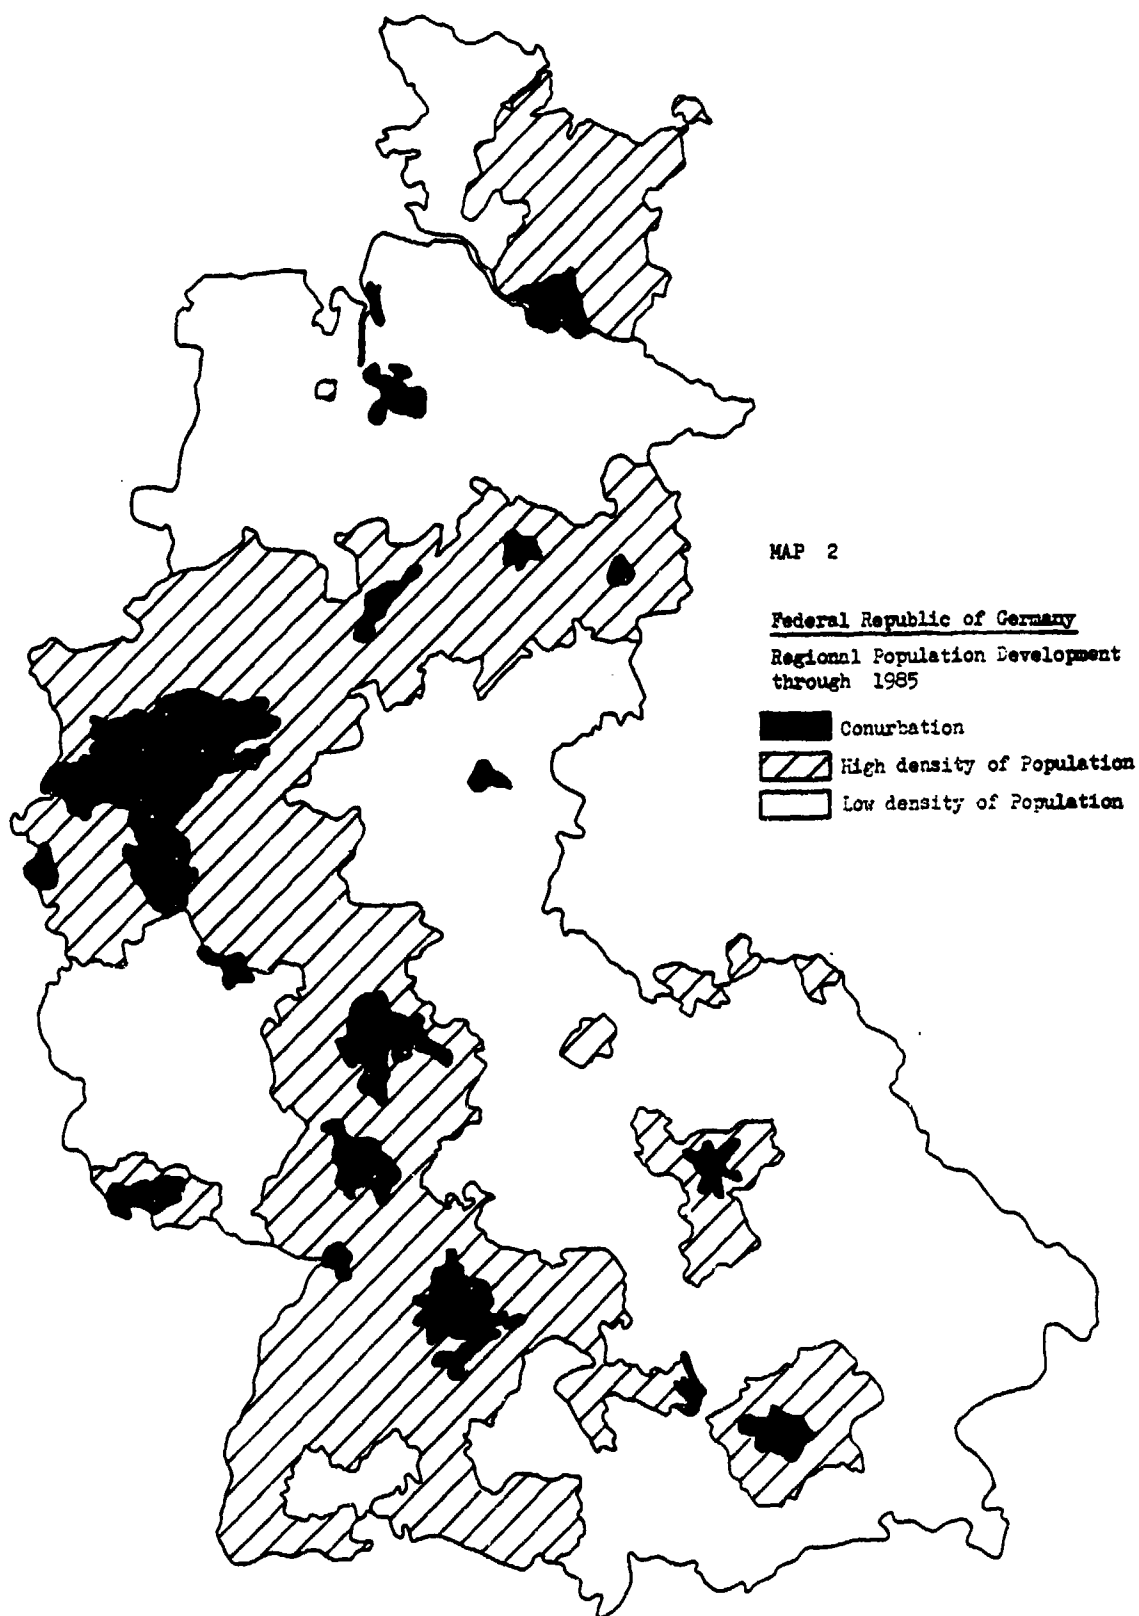 MAP 2
Federal Republic of Germany
Regional Population Development
through 1985
Conurbation
High density of Population
Low density of Population